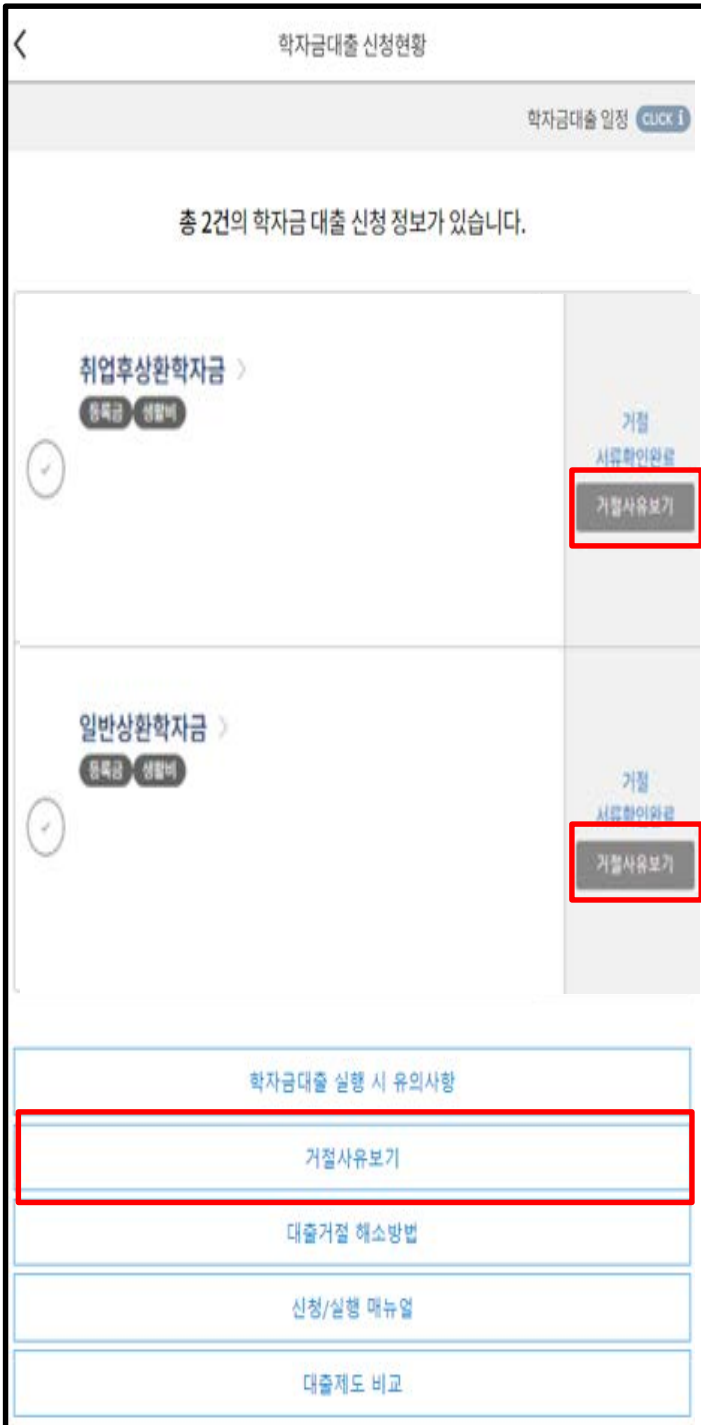 학자금대출 신청현황
학자금대출 일정 CLICK i
총 2건의 학자금 대출 신청 정보가 있습니다.
취업후상환학자금
등록금 생활비
거절
서류확인완료
거절사유보기
일반상환학자금
등록금 생활비
거절
서류확인완료
거절사유보기
학자금대출 실행 시 유의사항
거절사유보기
대출거절 해소방법
신청/실행 매뉴얼
대출제도 비교